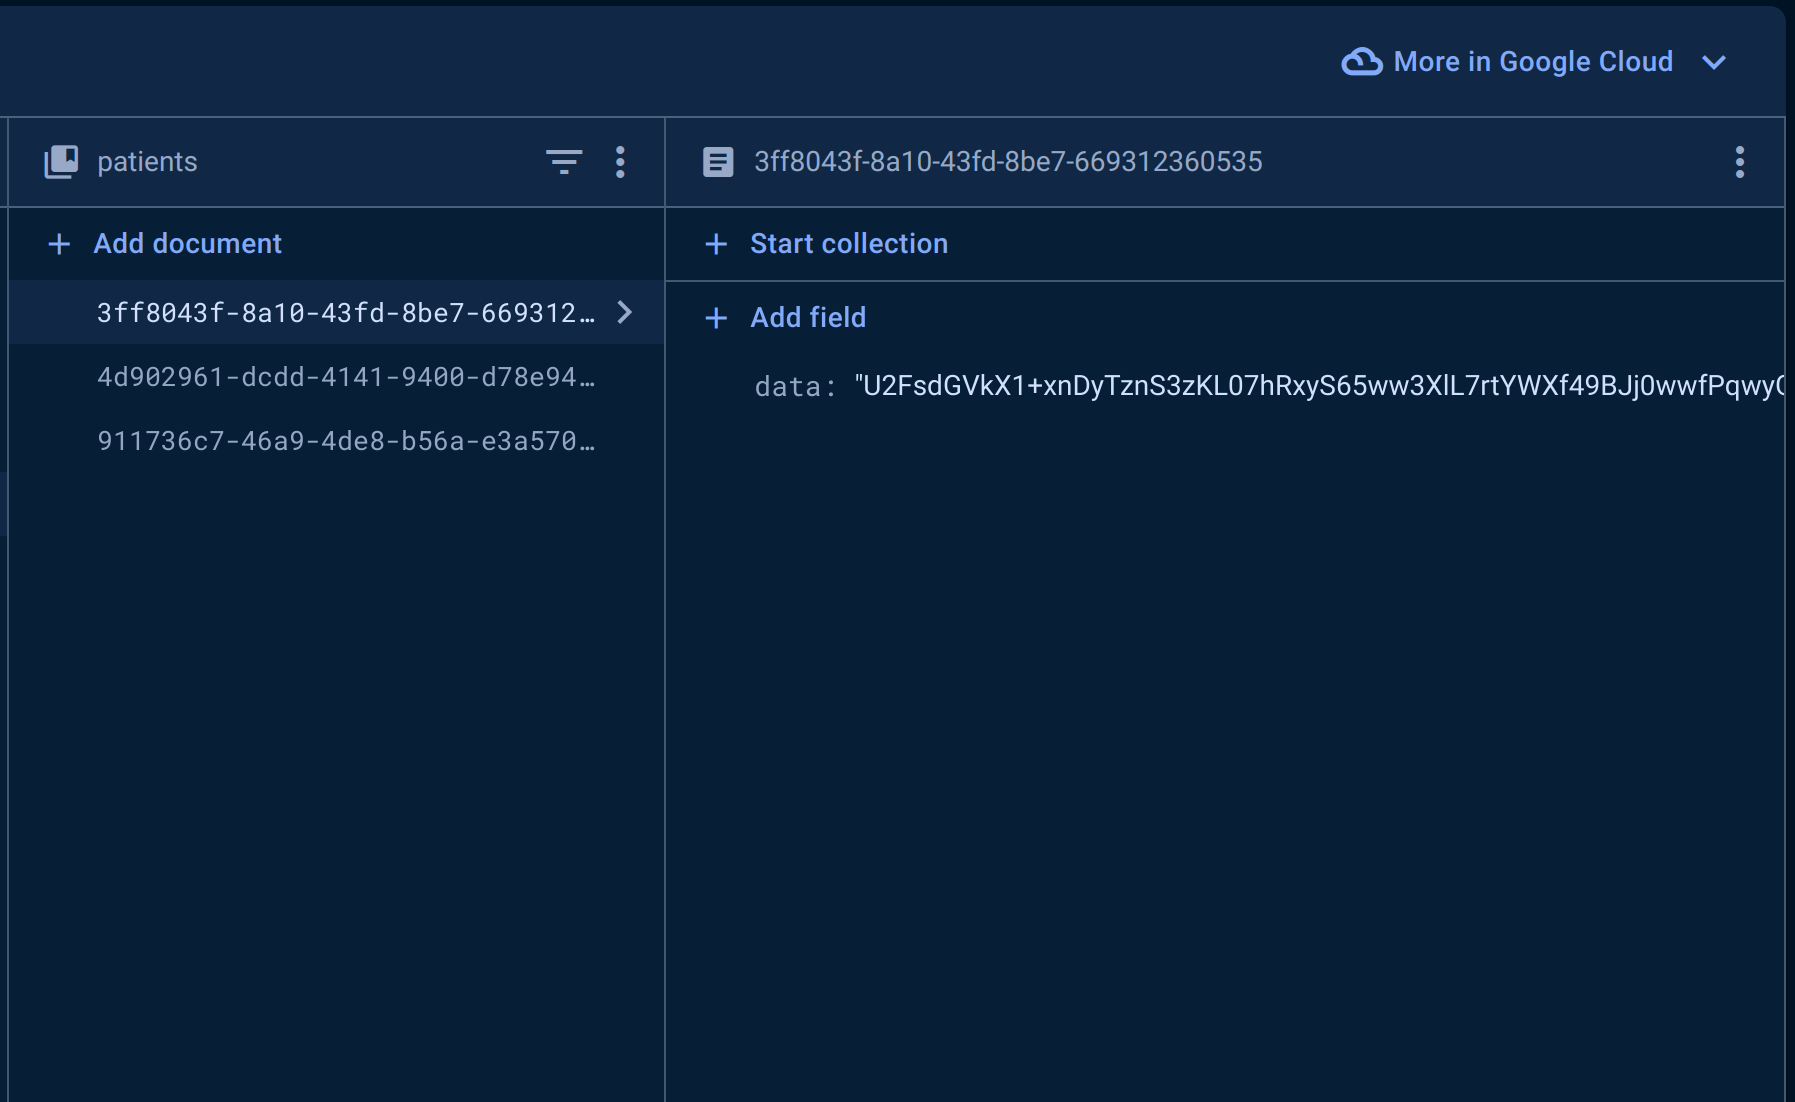 More in Google Cloud
patients
3ff8043f-8a10-43fd-8be7-669312360535
Add document
Start collection
3ff8043f-8a10-43fd-8be7-669312…
Add field
4d902961-dcdd-4141-9400-d78e94…
data: "U2FsdGVkX1+xnDyTznS3zKL07hRxyS65ww3XlL7rtYWXf49BJj0wwfPqwy
911736c7-46a9-4de8-b56a-e3a570…